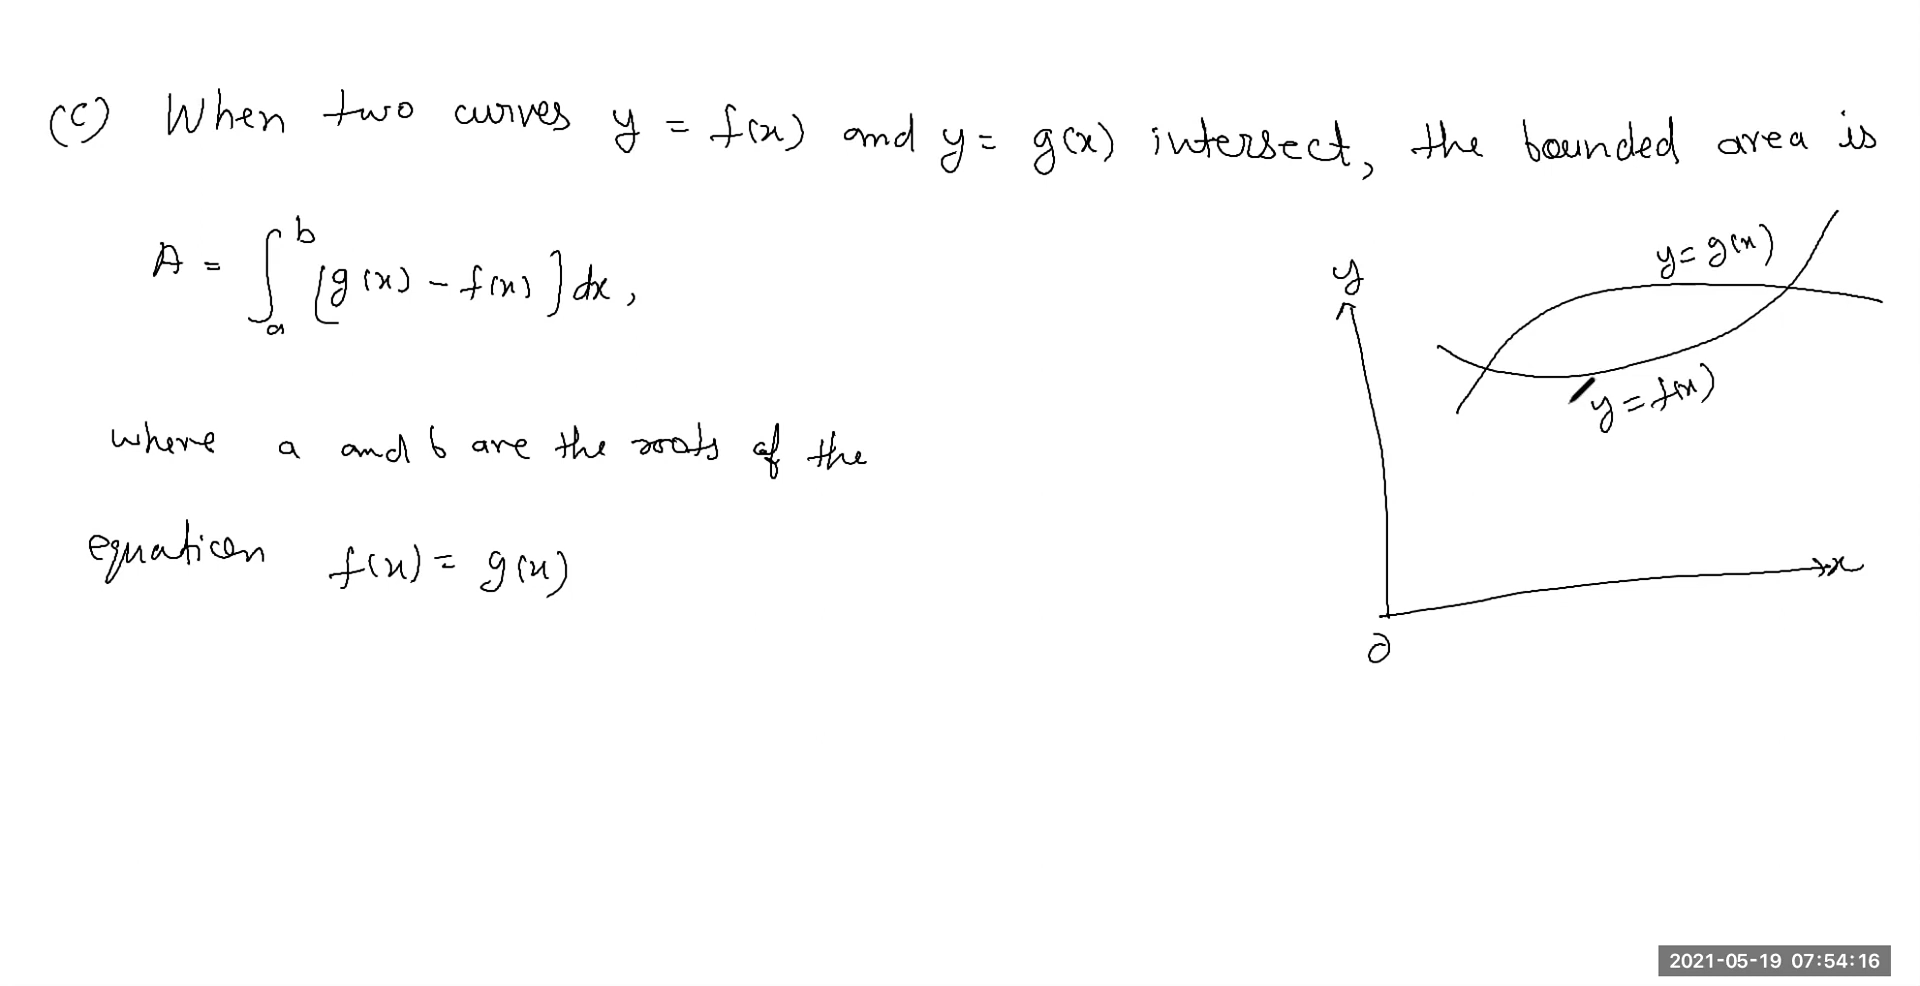 (C) When two curves y = f(x) and y = g(x) intersect, the bounded area is
A = ∫_a^b [g(x) - f(x)] dx,
where a and b are the roots of the
equation f(x) = g(x)
y
y = g(x)
y = f(x)
x
O
2021-05-19 07:54:16